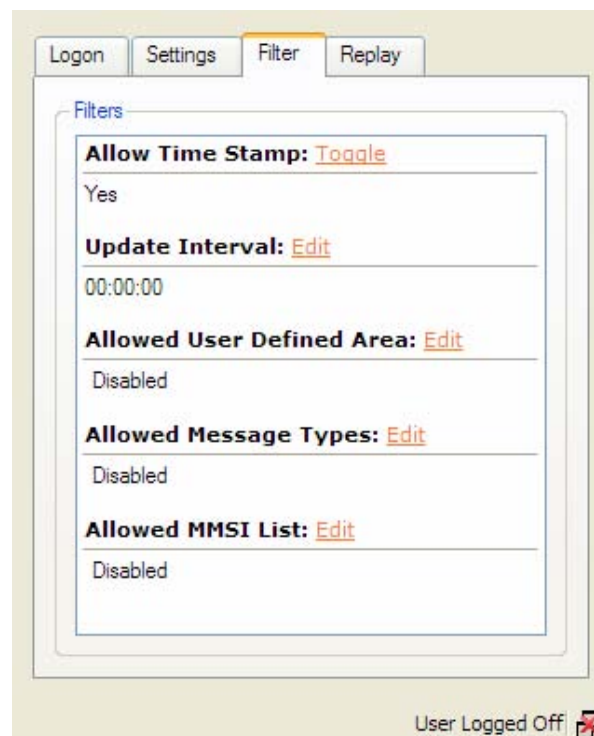 Logon Settings Filter Replay
Filters
Allow Time Stamp: Toggle
Yes
Update Interval: Edit
00:00:00
Allowed User Defined Area: Edit
Disabled
Allowed Message Types: Edit
Disabled
Allowed MMSI List: Edit
Disabled
User Logged Off